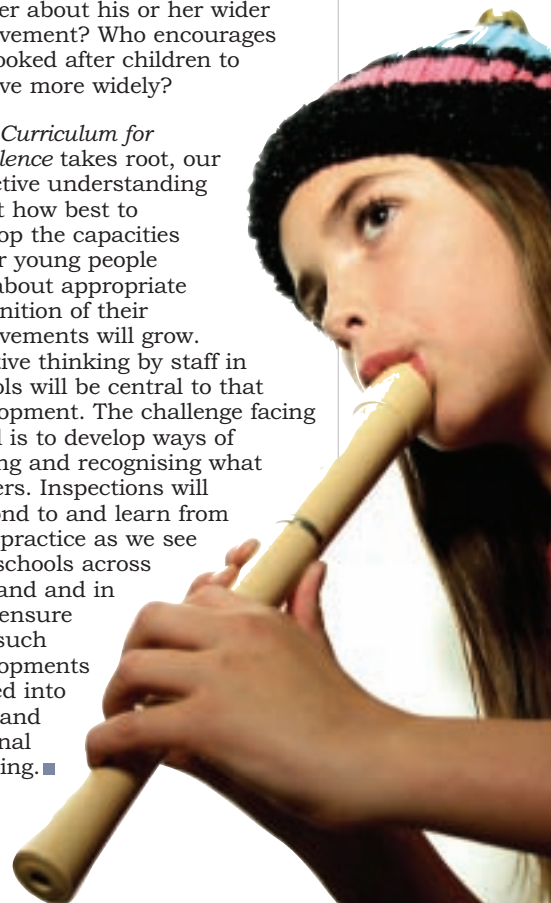 er about his or her wider
vement? Who encourages
ooked after children to
ve more widely?
Curriculum for
lence takes root, our
ctive understanding
t how best to
op the capacities
r young people
about appropriate
nition of their
vements will grow.
tive thinking by staff in
ols will be central to that
opment. The challenge facing
l is to develop ways of
ng and recognising what
ers. Inspections will
ond to and learn from
practice as we see
schools across
and and in
ensure
such
opments
ed into
and
nal
ing.